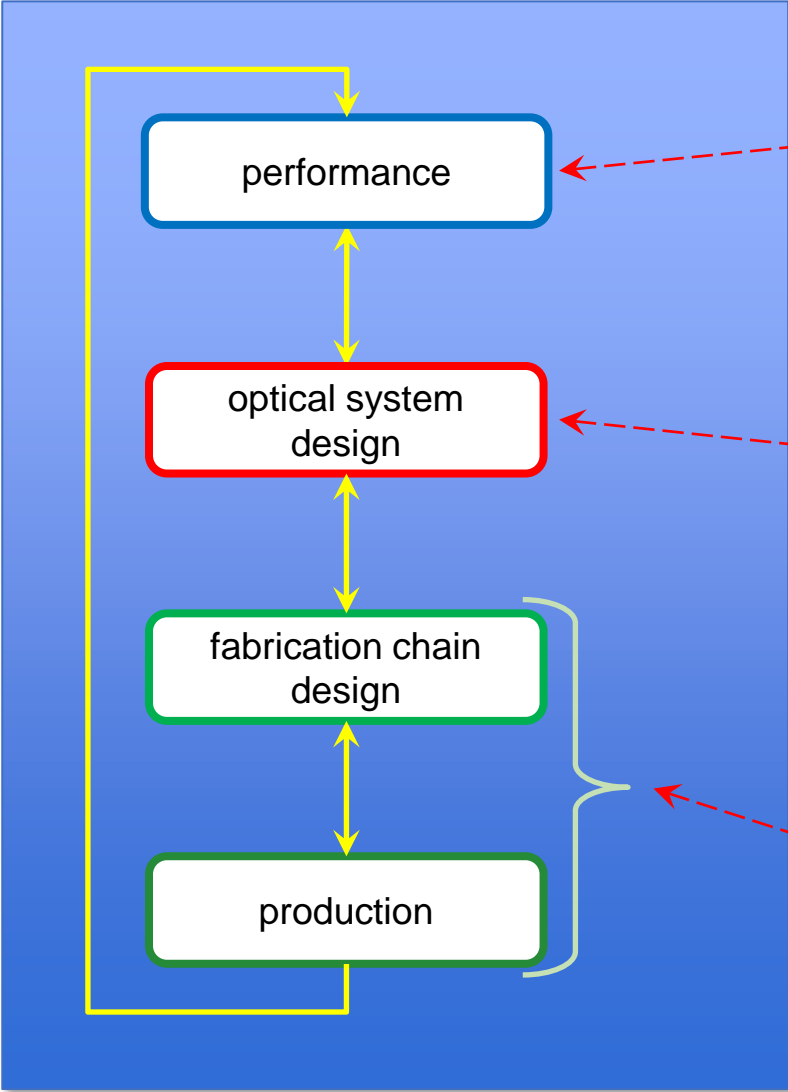 performance
optical system
design
fabrication chain
design
production